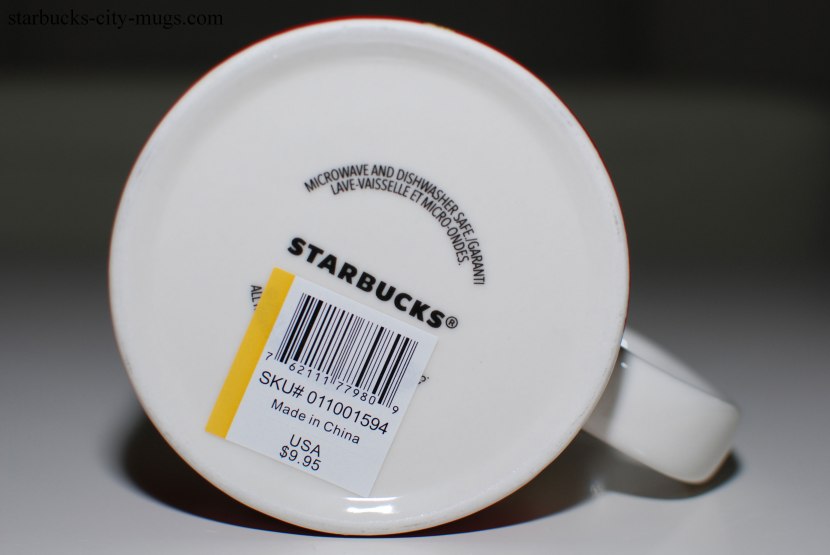 starbucks-city-mugs.com
MICROWAVE AND DISHWASHER SAFE./GARANTI
LAVE-VAISSELLE ET MICRO-ONDES.
STARBUCKS®
7 62111 77980 9
SKU# 011001594
Made in China
USA
$9.95